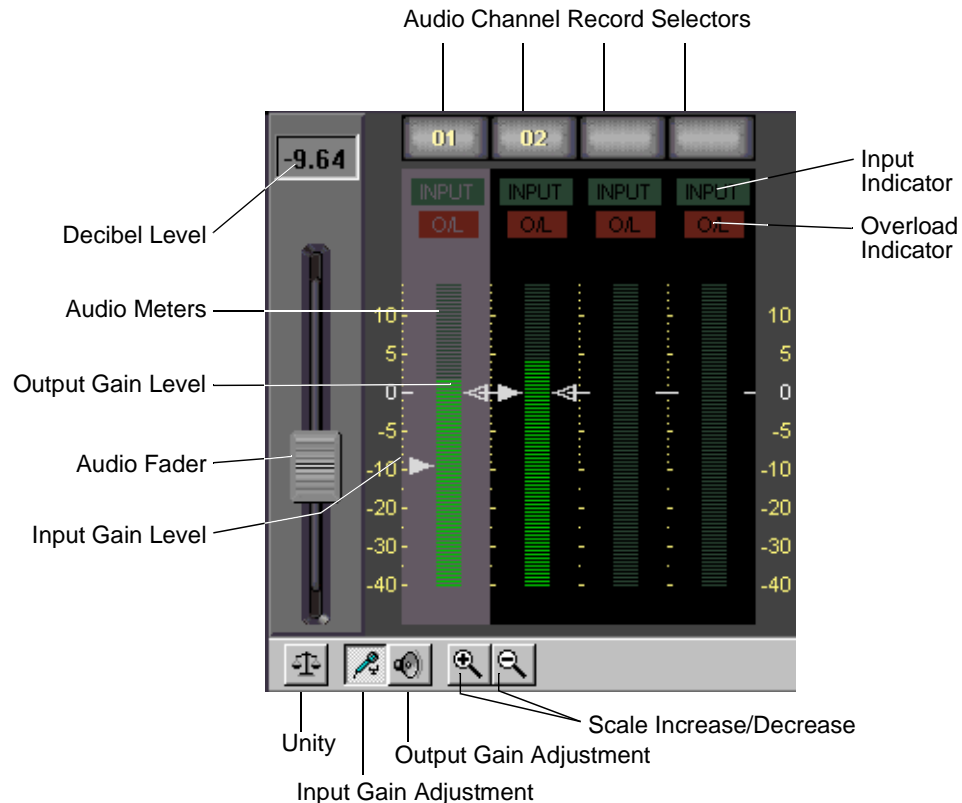 Audio Channel Record Selectors
01 02
-9.64
Input
Indicator
INPUT INPUT INPUT INPUT
Overload
Indicator
O/L O/L O/L O/L
Decibel Level
Audio Meters
10 10
5 5
Output Gain Level
0 0
-5 -5
Audio Fader
-10 -10
-20 -20
Input Gain Level
-30 -30
-40 -40
Scale Increase/Decrease
Unity
Output Gain Adjustment
Input Gain Adjustment